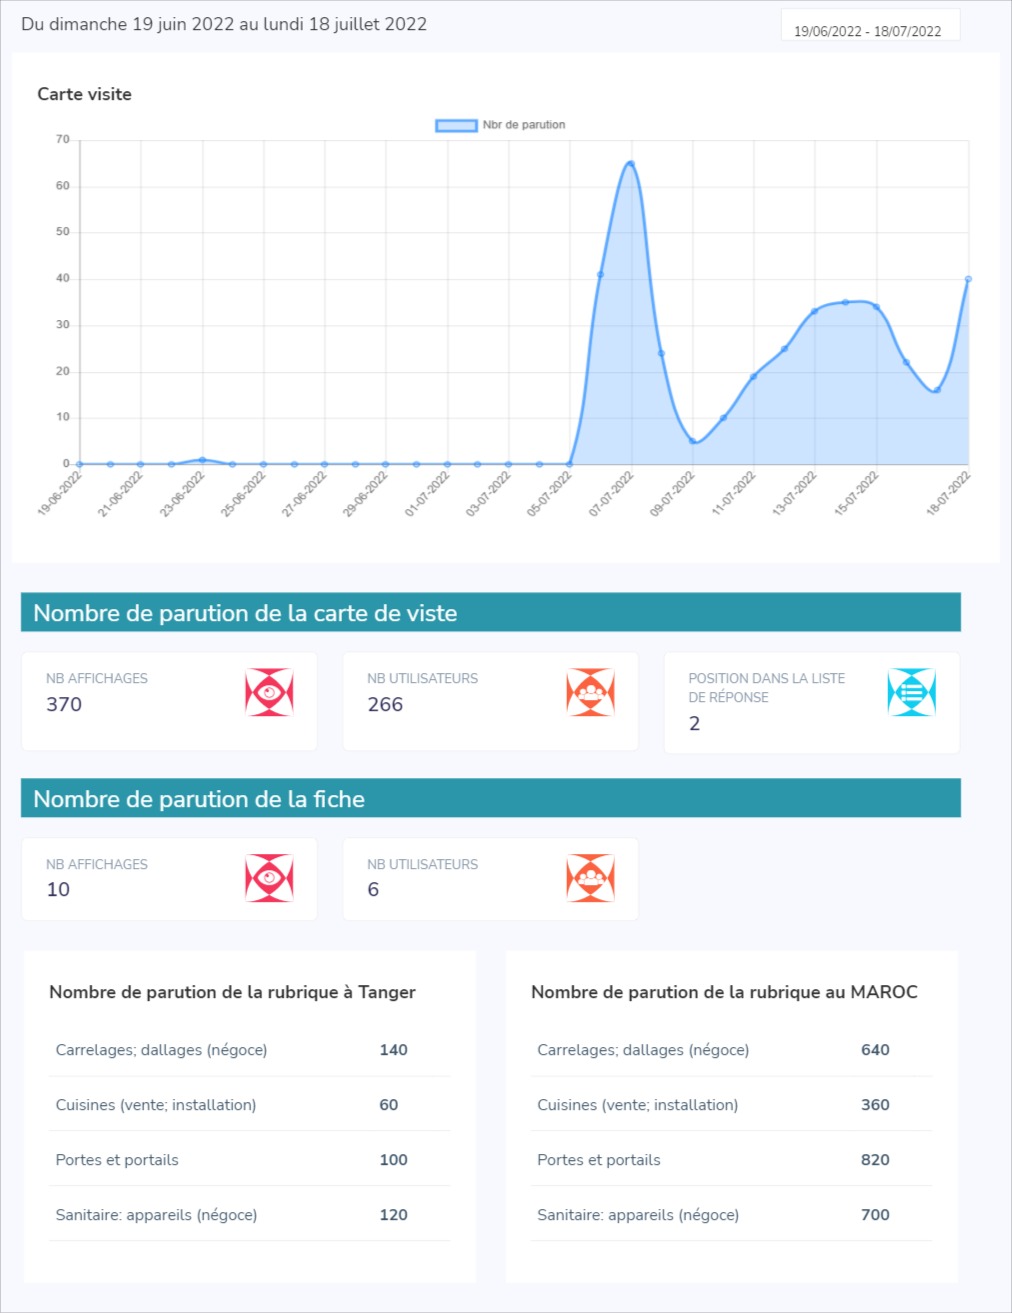 Du dimanche 19 juin 2022 au lundi 18 juillet 2022
19/06/2022 - 18/07/2022
Carte visite
Nbr de parution
70
60
50
40
30
20
10
0
19-06-2022
21-06-2022
23-06-2022
25-06-2022
27-06-2022
29-06-2022
01-07-2022
03-07-2022
05-07-2022
07-07-2022
09-07-2022
11-07-2022
13-07-2022
15-07-2022
18-07-2022
Nombre de parution de la carte de viste
NB AFFICHAGES
370
NB UTILISATEURS
266
POSITION DANS LA LISTE
DE RÉPONSE
2
Nombre de parution de la fiche
NB AFFICHAGES
10
NB UTILISATEURS
6
Nombre de parution de la rubrique à Tanger
Carrelages; dallages (négoce) 140
Cuisines (vente; installation) 60
Portes et portails 100
Sanitaire: appareils (négoce) 120
Nombre de parution de la rubrique au MAROC
Carrelages; dallages (négoce) 640
Cuisines (vente; installation) 360
Portes et portails 820
Sanitaire: appareils (négoce) 700